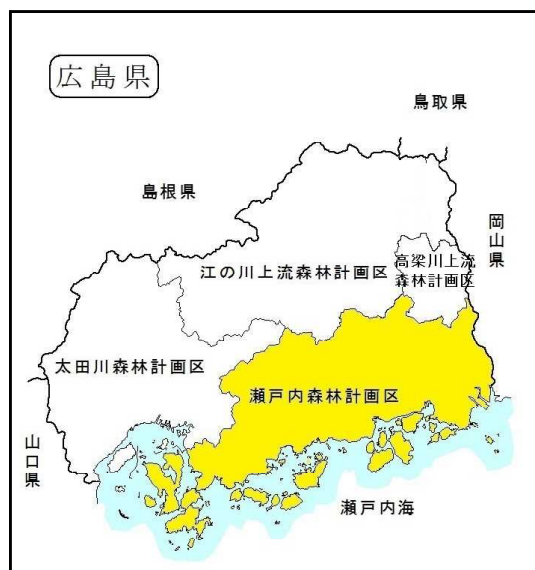 広島県
鳥取県
島根県
岡山県
江の川上流森林計画区
高梁川上流
森林計画区
太田川森林計画区
瀬戸内森林計画区
山口県
瀬戸内海